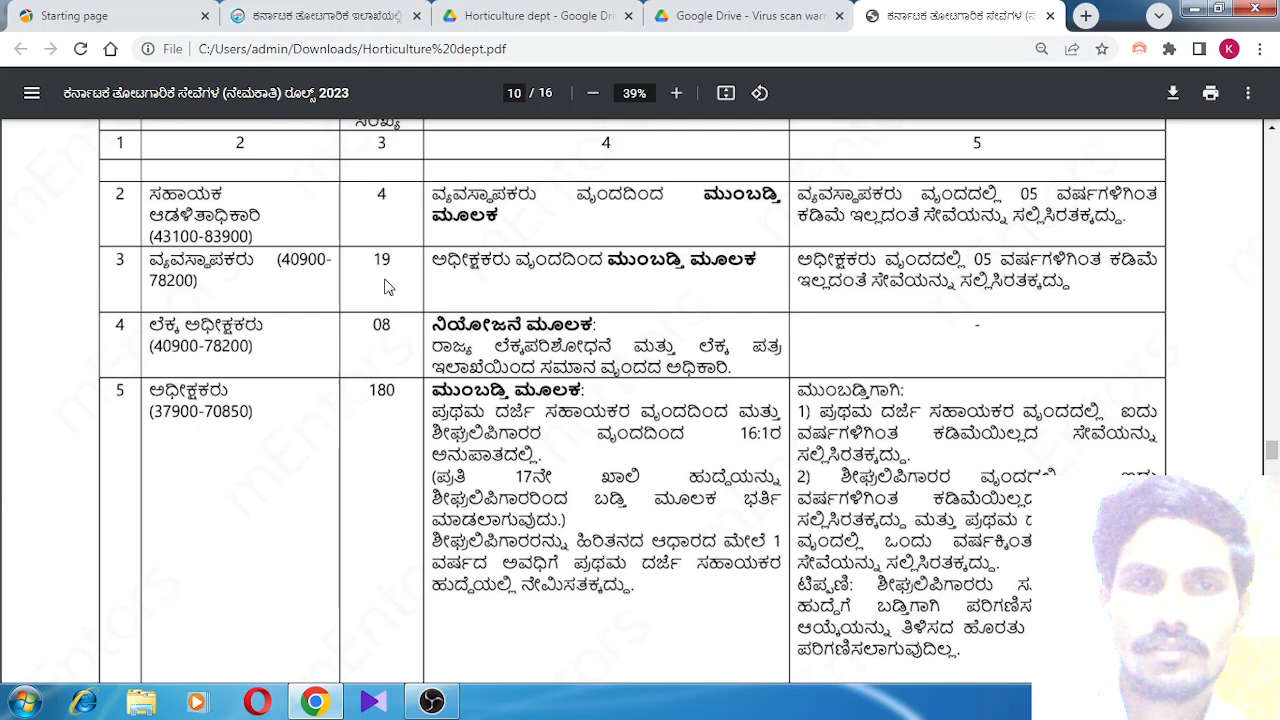 Starting page
ಕರ್ನಾಟಕ ತೋಟಗಾರಿಕೆ ಇಲಾಖೆಯಲ್ಲಿ
Horticulture dept - Google Dri
Google Drive - Virus scan warn
ಕರ್ನಾಟಕ ತೋಟಗಾರಿಕೆ ಸೇವೆಗಳ (ನೇ
File
C:/Users/admin/Downloads/Horticulture%20dept.pdf
K
ಕರ್ನಾಟಕ ತೋಟಗಾರಿಕೆ ಸೇವೆಗಳ (ನೇಮಕಾತಿ) ರೂಲ್ಸ್ 2023
10 / 16
39%
ಸಂಖ್ಯೆ
1 2 3 4 5
2 ಸಹಾಯಕ 4 ವ್ಯವಸ್ಥಾಪಕರು ವೃಂದದಿಂದ ಮುಂಬಡ್ತಿ ವ್ಯವಸ್ಥಾಪಕರು ವೃಂದದಲ್ಲಿ 05 ವರ್ಷಗಳಿಗಿಂತ
ಆಡಳಿತಾಧಿಕಾರಿ ಮೂಲಕ ಕಡಿಮೆ ಇಲ್ಲದಂತೆ ಸೇವೆಯನ್ನು ಸಲ್ಲಿಸಿರತಕ್ಕದ್ದು.
(43100-83900)
3 ವ್ಯವಸ್ಥಾಪಕರು (40900- 19 ಅಧೀಕ್ಷಕರು ವೃಂದದಿಂದ ಮುಂಬಡ್ತಿ ಮೂಲಕ ಅಧೀಕ್ಷಕರು ವೃಂದದಲ್ಲಿ 05 ವರ್ಷಗಳಿಗಿಂತ ಕಡಿಮೆ
78200) ಇಲ್ಲದಂತೆ ಸೇವೆಯನ್ನು ಸಲ್ಲಿಸಿರತಕ್ಕದ್ದು
4 ಲೆಕ್ಕ ಅಧೀಕ್ಷಕರು 08 ನಿಯೋಜನೆ ಮೂಲಕ: -
(40900-78200) ರಾಜ್ಯ ಲೆಕ್ಕಪರಿಶೋಧನೆ ಮತ್ತು ಲೆಕ್ಕ ಪತ್ರ
ಇಲಾಖೆಯಿಂದ ಸಮಾನ ವೃಂದದ ಅಧಿಕಾರಿ.
5 ಅಧೀಕ್ಷಕರು 180 ಮುಂಬಡ್ತಿ ಮೂಲಕ: ಮುಂಬಡ್ತಿಗಾಗಿ:
(37900-70850) ಪ್ರಥಮ ದರ್ಜೆ ಸಹಾಯಕರ ವೃಂದದಿಂದ ಮತ್ತು 1) ಪ್ರಥಮ ದರ್ಜೆ ಸಹಾಯಕರ ವೃಂದದಲ್ಲಿ ಐದು
ಶೀಘ್ರಲಿಪಿಗಾರರ ವೃಂದದಿಂದ 16:1ರ ವರ್ಷಗಳಿಗಿಂತ ಕಡಿಮೆಯಿಲ್ಲದ ಸೇವೆಯನ್ನು
ಅನುಪಾತದಲ್ಲಿ. ಸಲ್ಲಿಸಿರತಕ್ಕದ್ದು.
(ಪ್ರತಿ 17ನೇ ಖಾಲಿ ಹುದ್ದೆಯನ್ನು 2) ಶೀಘ್ರಲಿಪಿಗಾರರ ವೃಂದದಲ್ಲಿ ಐದು
ಶೀಘ್ರಲಿಪಿಗಾರರಿಂದ ಬಡ್ತಿ ಮೂಲಕ ಭರ್ತಿ ವರ್ಷಗಳಿಗಿಂತ ಕಡಿಮೆಯಿಲ್ಲದ
ಮಾಡಲಾಗುವುದು.) ಸಲ್ಲಿಸಿರತಕ್ಕದ್ದು ಮತ್ತು ಪ್ರಥಮ
ಶೀಘ್ರಲಿಪಿಗಾರರನ್ನು ಹಿರಿತನದ ಆಧಾರದ ಮೇಲೆ 1 ವೃಂದದಲ್ಲಿ ಒಂದು ವರ್ಷಕ್ಕಿಂತ
ವರ್ಷದ ಅವಧಿಗೆ ಪ್ರಥಮ ದರ್ಜೆ ಸಹಾಯಕರ ಸೇವೆಯನ್ನು ಸಲ್ಲಿಸಿರತಕ್ಕದ್ದು.
ಹುದ್ದೆಯಲ್ಲಿ ನೇಮಿಸತಕ್ಕದ್ದು. ಟಿಪ್ಪಣಿ: ಶೀಘ್ರಲಿಪಿಗಾರರು
ಹುದ್ದೆಗೆ ಬಡ್ತಿಗಾಗಿ ಪರಿಗಣಿಸ
ಆಯ್ಕೆಯನ್ನು ತಿಳಿಸದ ಹೊರತು
ಪರಿಗಣಿಸಲಾಗುವುದಿಲ್ಲ.